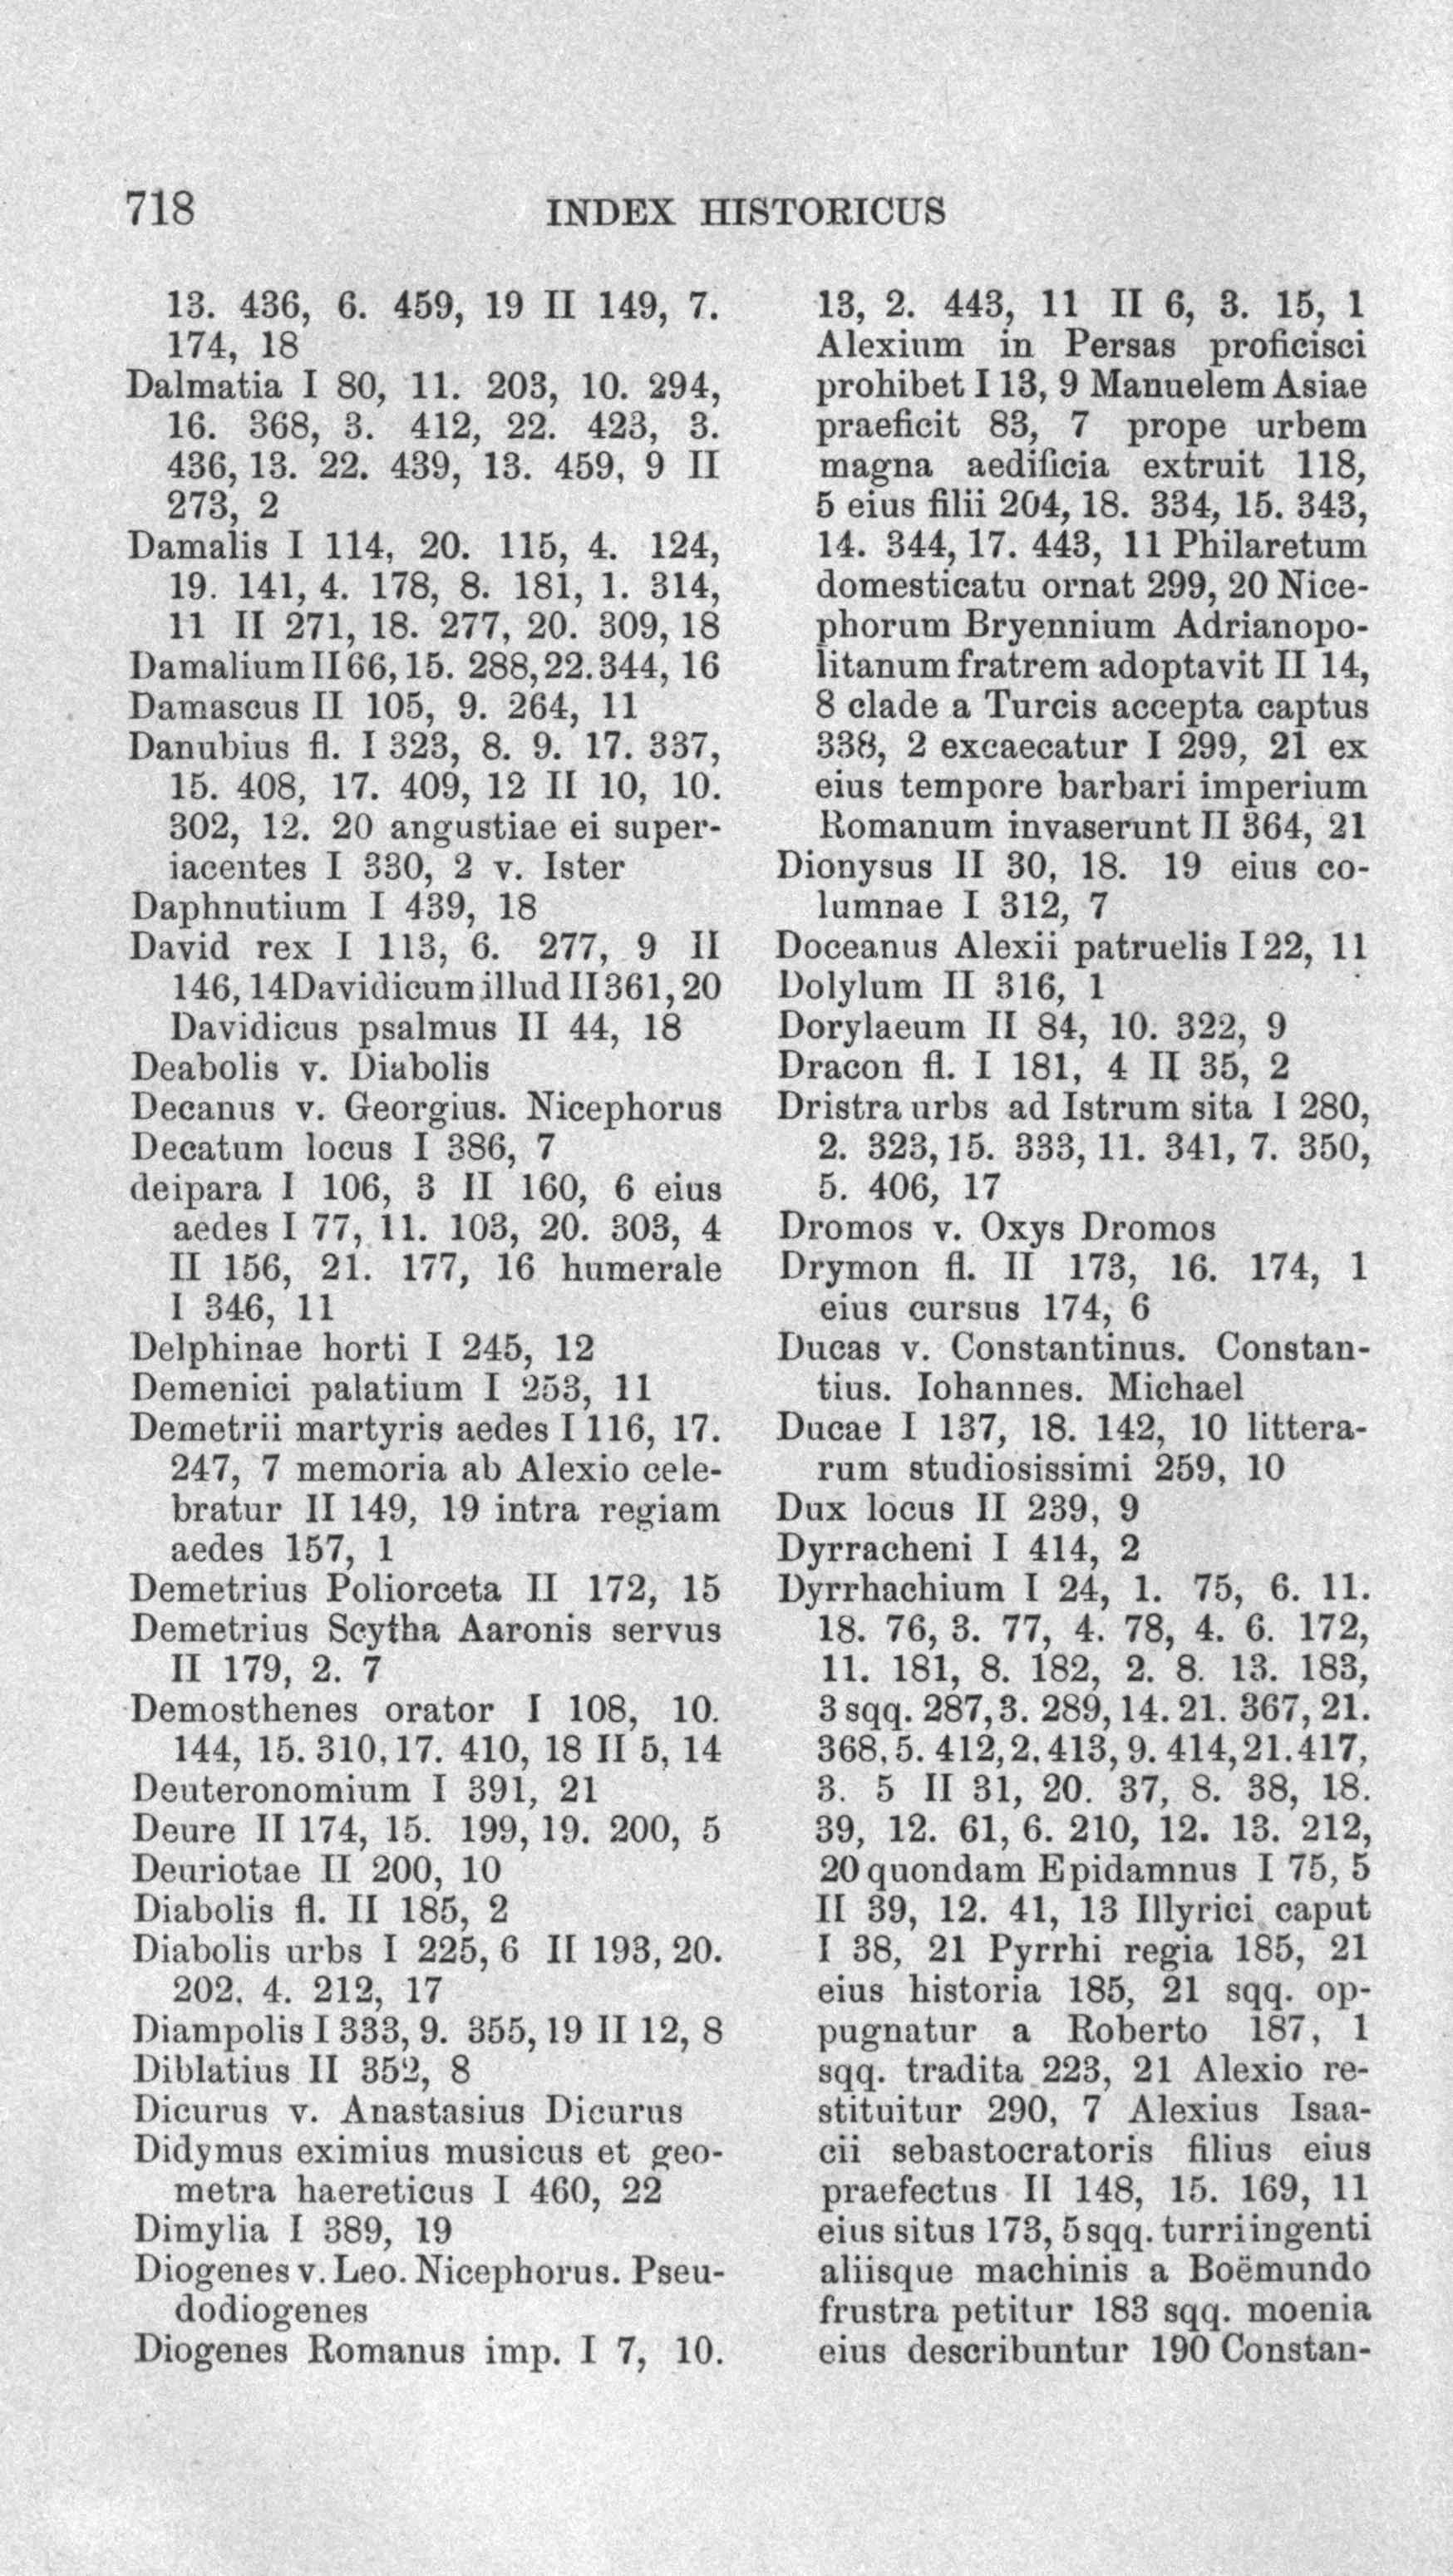 718 INDEX HISTORICUS
13. 436, 6. 459, 19 II 149, 7.
174, 18
Dalmatia I 80, 11. 203, 10. 294,
16. 368, 3. 412, 22. 423, 3.
436, 13. 22. 439, 13. 459, 9 II
273, 2
Damalis I 114, 20. 115, 4. 124,
19. 141, 4. 178, 8. 181, 1. 314,
11 II 271, 18. 277, 20. 309, 18
Damalium II 66, 15. 288, 22. 344, 16
Damascus II 105, 9. 264, 11
Danubius fl. I 323, 8. 9. 17. 337,
15. 408, 17. 409, 12 II 10, 10.
302, 12. 20 angustiae ei super-
iacentes I 330, 2 v. Ister
Daphnutium I 439, 18
David rex I 113, 6. 277, 9 II
146, 14 Davidicum illud II 361, 20
Davidicus psalmus II 44, 18
Deabolis v. Diabolis
Decanus v. Georgius. Nicephorus
Decatum locus I 386, 7
deipara I 106, 3 II 160, 6 eius
aedes I 77, 11. 103, 20. 303, 4
II 156, 21. 177, 16 humerale
I 346, 11
Delphinae horti I 245, 12
Demenici palatium I 253, 11
Demetrii martyris aedes I 116, 17.
247, 7 memoria ab Alexio cele-
bratur II 149, 19 intra regiam
aedes 157, 1
Demetrius Poliorceta II 172, 15
Demetrius Scytha Aaronis servus
II 179, 2. 7
Demosthenes orator I 108, 10.
144, 15. 310, 17. 410, 18 II 5, 14
Deuteronomium I 391, 21
Deure II 174, 15. 199, 19. 200, 5
Deuriotae II 200, 10
Diabolis fl. II 185, 2
Diabolis urbs I 225, 6 II 193, 20.
202. 4. 212, 17
Diampolis I 333, 9. 355, 19 II 12, 8
Diblatius II 352, 8
Dicurus v. Anastasius Dicurus
Didymus eximius musicus et geo-
metra haereticus I 460, 22
Dimylia I 389, 19
Diogenes v. Leo. Nicephorus. Pseu-
dodiogenes
Diogenes Romanus imp. I 7, 10.
13, 2. 443, 11 II 6, 3. 15, 1
Alexium in Persas proficisci
prohibet I 13, 9 Manuelem Asiae
praeficit 83, 7 prope urbem
magna aedificia extruit 118,
5 eius filii 204, 18. 334, 15. 343,
14. 344, 17. 443, 11 Philaretum
domesticatu ornat 299, 20 Nice-
phorum Bryennium Adrianopo-
litanum fratrem adoptavit II 14,
8 clade a Turcis accepta captus
338, 2 excaecatur I 299, 21 ex
eius tempore barbari imperium
Romanum invaserunt II 364, 21
Dionysus II 30, 18. 19 eius co-
lumnae I 312, 7
Doceanus Alexii patruelis I 22, 11
Dolylum II 316, 1
Dorylaeum II 84, 10. 322, 9
Dracon fl. I 181, 4 II 35, 2
Dristra urbs ad Istrum sita I 280,
2. 323, 15. 333, 11. 341, 7. 350,
5. 406, 17
Dromos v. Oxys Dromos
Drymon fl. II 173, 16. 174, 1
eius cursus 174, 6
Ducas v. Constantinus. Constan-
tius. Iohannes. Michael
Ducae I 137, 18. 142, 10 littera-
rum studiosissimi 259, 10
Dux locus II 239, 9
Dyrracheni I 414, 2
Dyrrhachium I 24, 1. 75, 6. 11.
18. 76, 3. 77, 4. 78, 4. 6. 172,
11. 181, 8. 182, 2. 8. 13. 183,
3 sqq. 287, 3. 289, 14. 21. 367, 21.
368, 5. 412, 2. 413, 9. 414, 21. 417,
3. 5 II 31, 20. 37, 8. 38, 18.
39, 12. 61, 6. 210, 12. 13. 212,
20 quondam Epidamnus I 75, 5
II 39, 12. 41, 13 Illyrici caput
I 38, 21 Pyrrhi regia 185, 21
eius historia 185, 21 sqq. op-
pugnatur a Roberto 187, 1
sqq. tradita 223, 21 Alexio re-
stituitur 290, 7 Alexius Isaa-
cii sebastocratoris filius eius
praefectus II 148, 15. 169, 11
eius situs 173, 5 sqq. turri ingenti
aliisque machinis a Boëmundo
frustra petitur 183 sqq. moenia
eius describuntur 190 Constan-